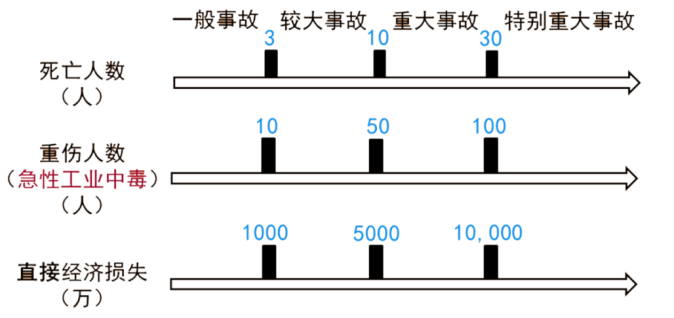 一般事故 较大事故 重大事故 特别重大事故
3 10 30
死亡人数
（人）
10 50 100
重伤人数
（急性工业中毒）
（人）
1000 5000 10,000
直接经济损失
（万）